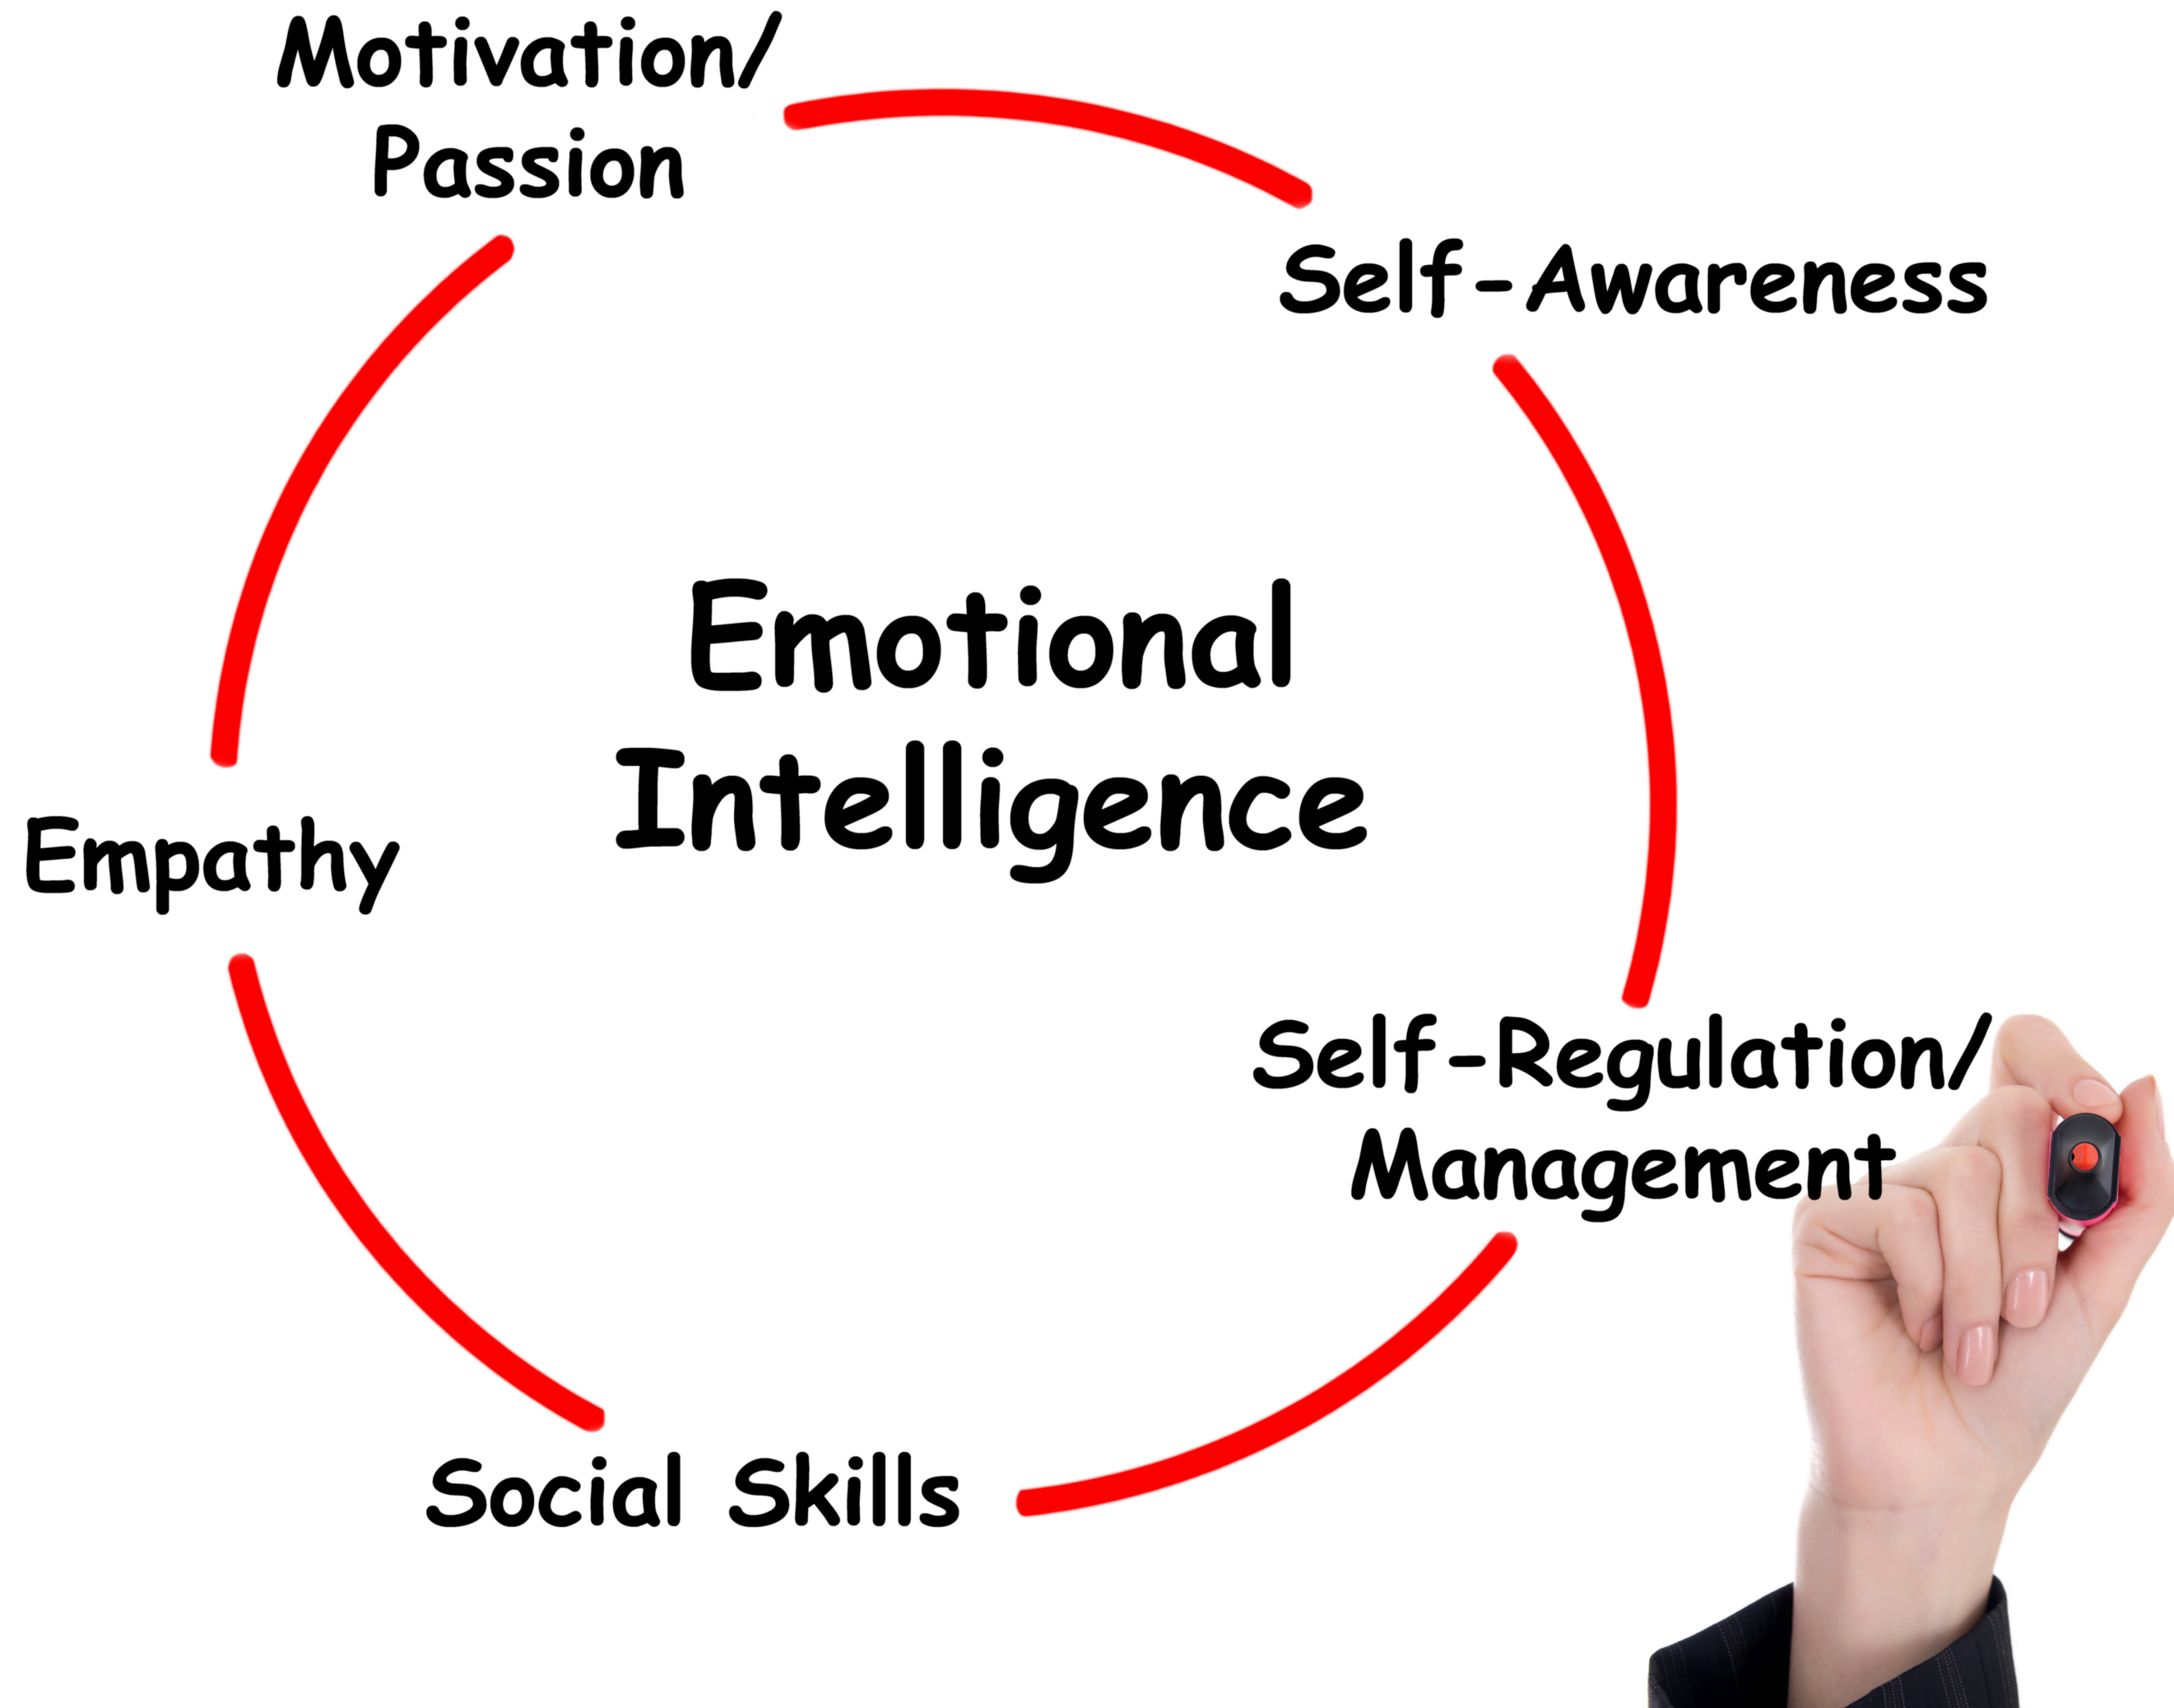 Motivation/
Passion
Self-Awareness
Emotional
Intelligence
Empathy
Self-Regulation/
Management
Social Skills